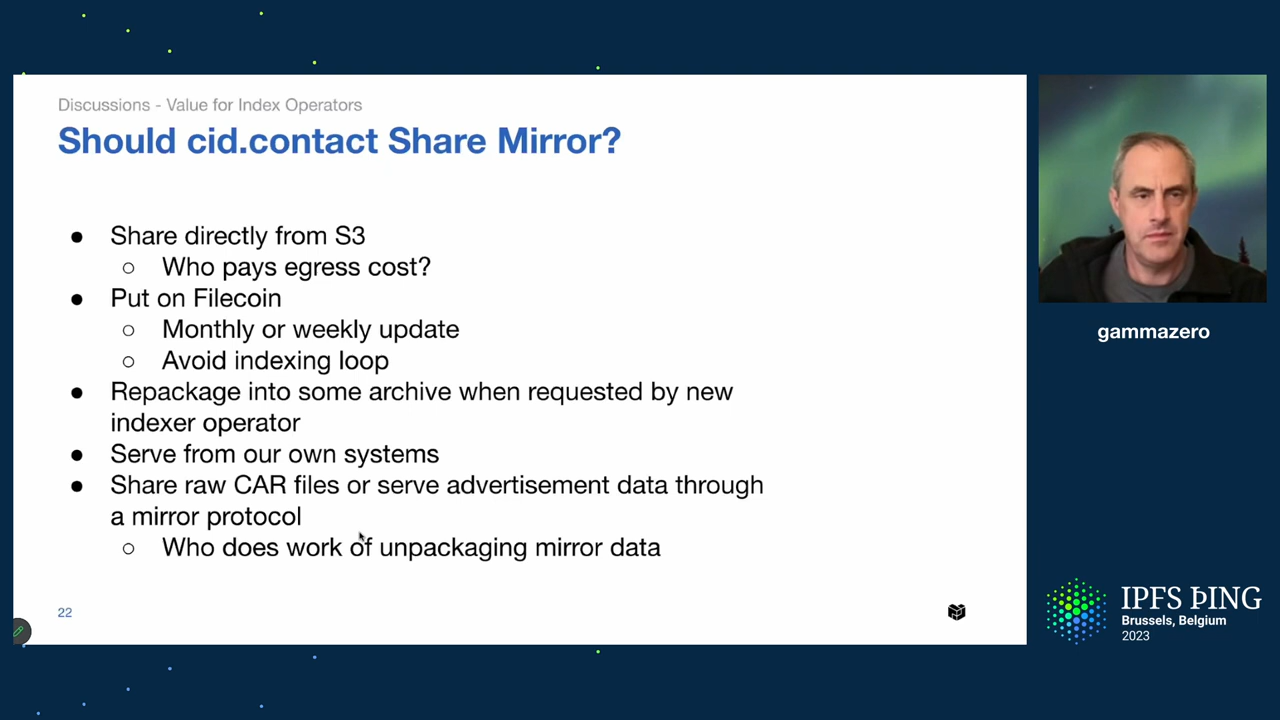 Discussions - Value for Index Operators
Should cid.contact Share Mirror?
● Share directly from S3
○ Who pays egress cost?
● Put on Filecoin
○ Monthly or weekly update
○ Avoid indexing loop
● Repackage into some archive when requested by new
indexer operator
● Serve from our own systems
● Share raw CAR files or serve advertisement data through
a mirror protocol
○ Who does work of unpackaging mirror data
22
gammazero
IPFS ÞING
Brussels, Belgium
2023